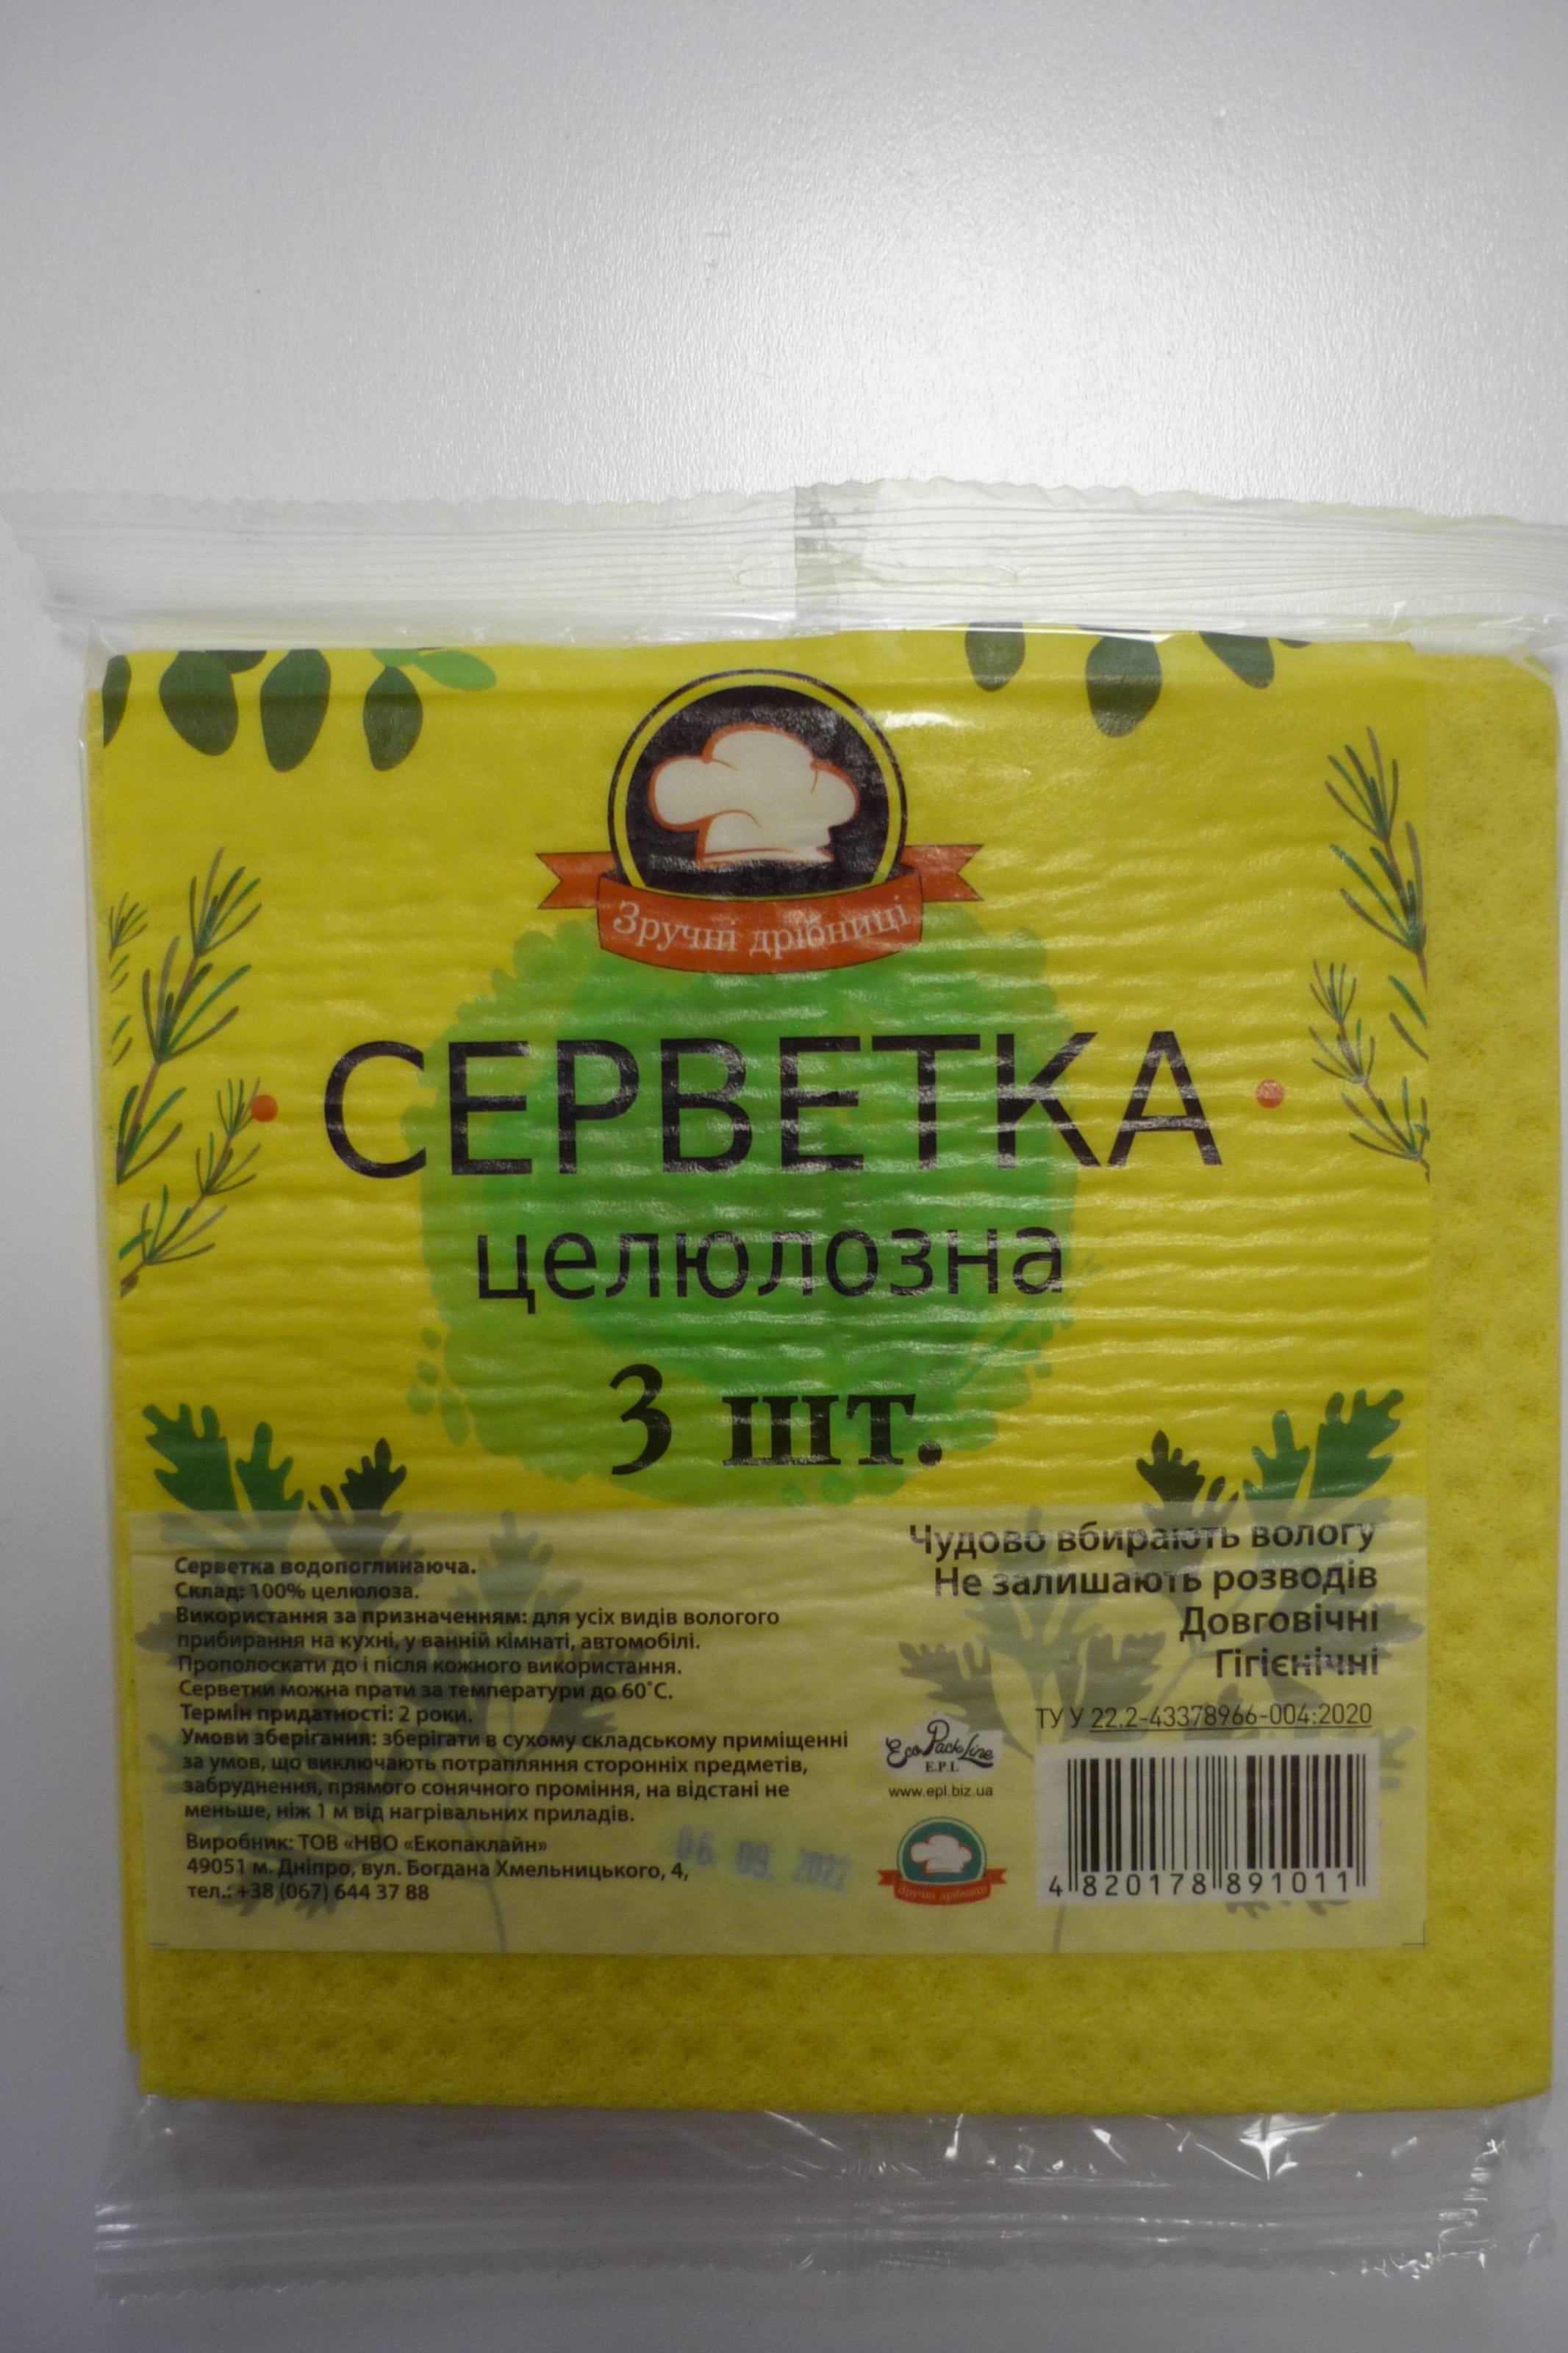 Зручні дрібниці
СЕРВЕТКА
целюлозна
3 шт.
Серветка водопоглинаюча.
Склад: 100% целюлоза.
Використання за призначенням: для усіх видів вологого
прибирання на кухні, у ванній кімнаті, автомобілі.
Прополоскати до і після кожного використання.
Серветки можна прати за температури до 60°С.
Термін придатності: 2 роки.
Умови зберігання: зберігати в сухому складському приміщенні
за умов, що виключають потрапляння сторонніх предметів,
забруднення, прямого сонячного проміння, на відстані не
меньше, ніж 1 м від нагрівальних приладів.
Виробник: ТОВ «НВО «Екопаклайн»
49051 м. Дніпро, вул. Богдана Хмельницького, 4,
тел.: +38 (067) 644 37 88
06 09. 2022
Чудово вбирають вологу
Не залишають розводів
Довговічні
Гігієнічні
ТУ У 22.2-43378966-004:2020
Eco Pack Line
E.P.L
www.epl.biz.ua
Зручні дрібниці
4 820178 891011